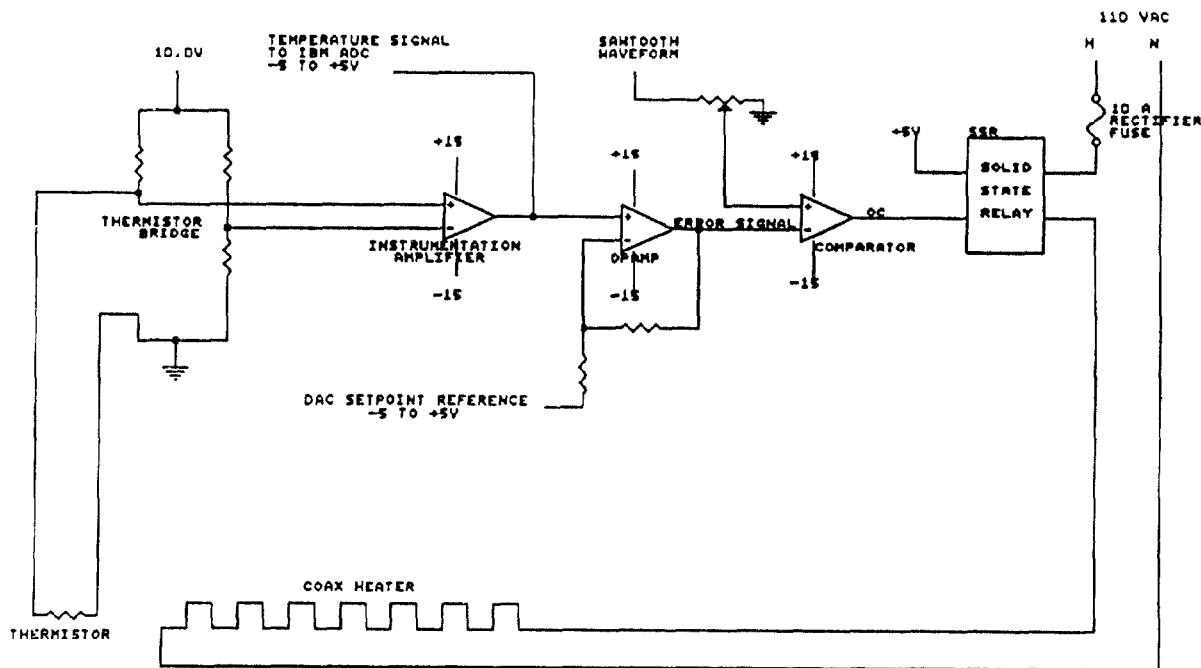 110 VAC
H N
TEMPERATURE SIGNAL
TO IBM ADC
-5 TO +5V
SAWTOOTH
WAVEFORM
10.0V
10 A
RECTIFIER
FUSE
+5V
SSR
SOLID
STATE
RELAY
+15
+15
+15
THERMISTOR
BRIDGE
+
-
INSTRUMENTATION
AMPLIFIER
-15
+
-
OPAMP
-15
ERROR SIGNAL
+
-
OC
COMPARATOR
-15
DAC SETPOINT REFERENCE
-5 TO +5V
COAX HEATER
THERMISTOR